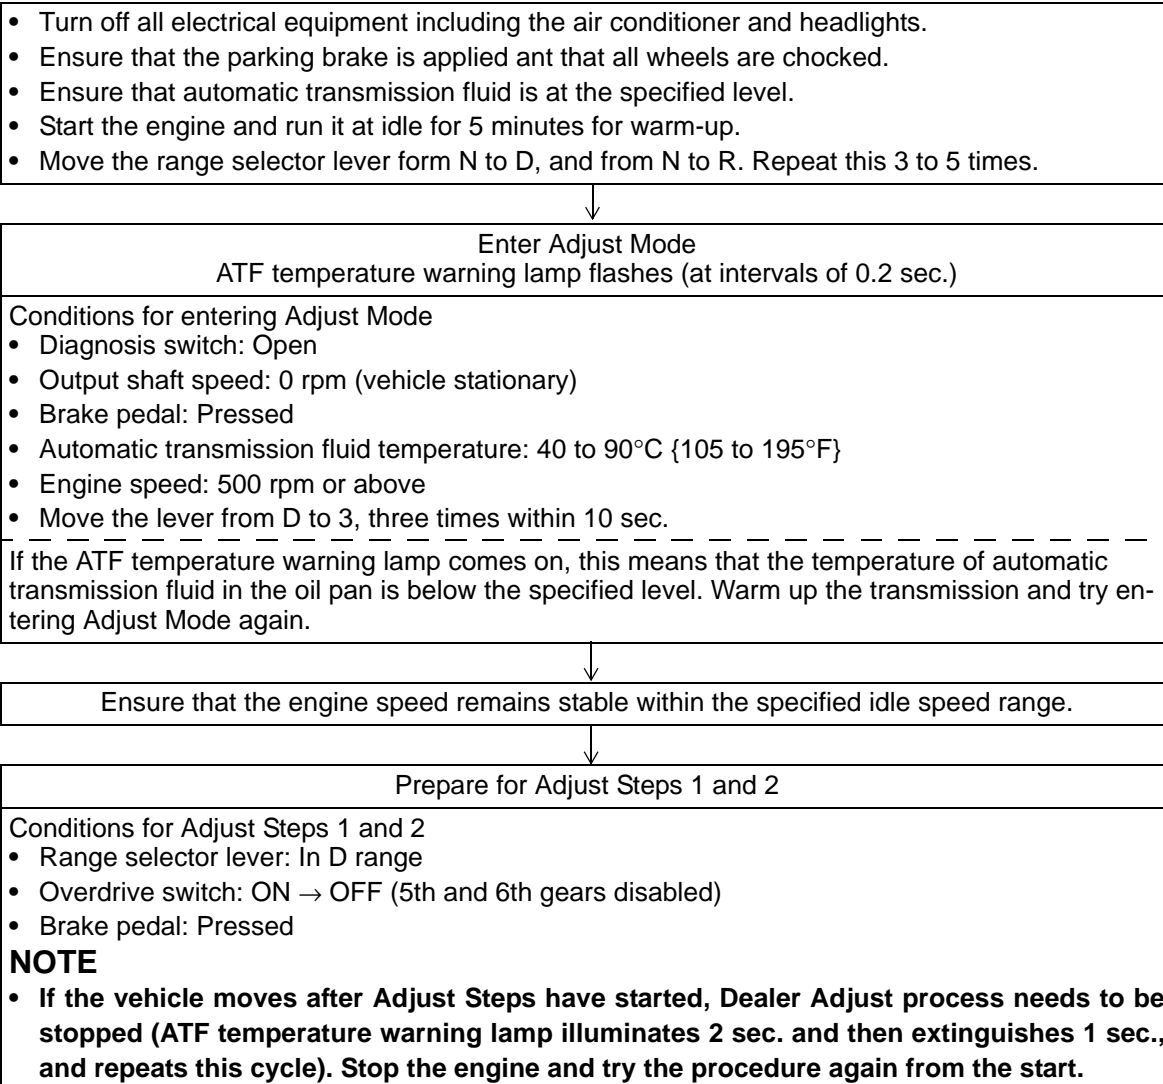 • Turn off all electrical equipment including the air conditioner and headlights.
• Ensure that the parking brake is applied ant that all wheels are chocked.
• Ensure that automatic transmission fluid is at the specified level.
• Start the engine and run it at idle for 5 minutes for warm-up.
• Move the range selector lever form N to D, and from N to R. Repeat this 3 to 5 times.
Enter Adjust Mode
ATF temperature warning lamp flashes (at intervals of 0.2 sec.)
Conditions for entering Adjust Mode
• Diagnosis switch: Open
• Output shaft speed: 0 rpm (vehicle stationary)
• Brake pedal: Pressed
• Automatic transmission fluid temperature: 40 to 90°C {105 to 195°F}
• Engine speed: 500 rpm or above
• Move the lever from D to 3, three times within 10 sec.
If the ATF temperature warning lamp comes on, this means that the temperature of automatic
transmission fluid in the oil pan is below the specified level. Warm up the transmission and try en-
tering Adjust Mode again.
Ensure that the engine speed remains stable within the specified idle speed range.
Prepare for Adjust Steps 1 and 2
Conditions for Adjust Steps 1 and 2
• Range selector lever: In D range
• Overdrive switch: ON → OFF (5th and 6th gears disabled)
• Brake pedal: Pressed
NOTE
• If the vehicle moves after Adjust Steps have started, Dealer Adjust process needs to be
stopped (ATF temperature warning lamp illuminates 2 sec. and then extinguishes 1 sec.,
and repeats this cycle). Stop the engine and try the procedure again from the start.